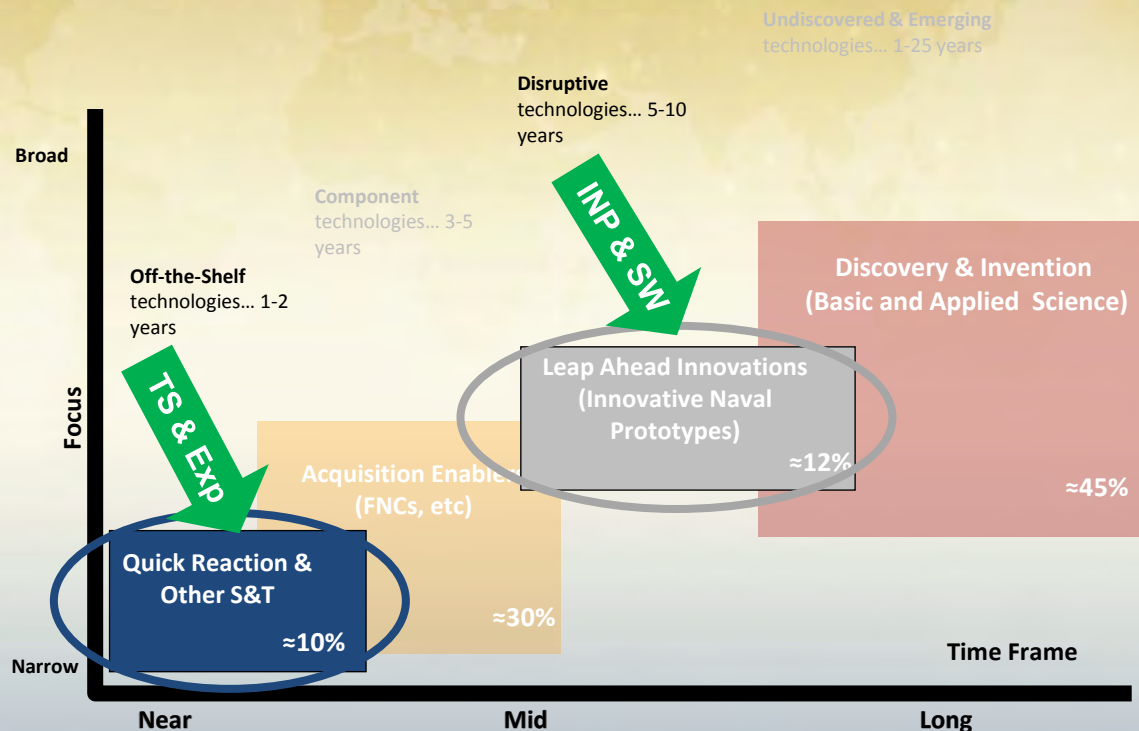 Undiscovered & Emerging
technologies... 1-25 years
Disruptive
technologies... 5-10
years
Broad
Component
technologies... 3-5
years
Off-the-Shelf
technologies... 1-2
years
INP & SW
TS & Exp
Focus
Discovery & Invention
(Basic and Applied Science)
≈45%
Leap Ahead Innovations
(Innovative Naval
Prototypes)
≈12%
Acquisition Enablers
(FNCs, etc)
≈30%
Quick Reaction &
Other S&T
≈10%
Narrow
Time Frame
Near
Mid
Long